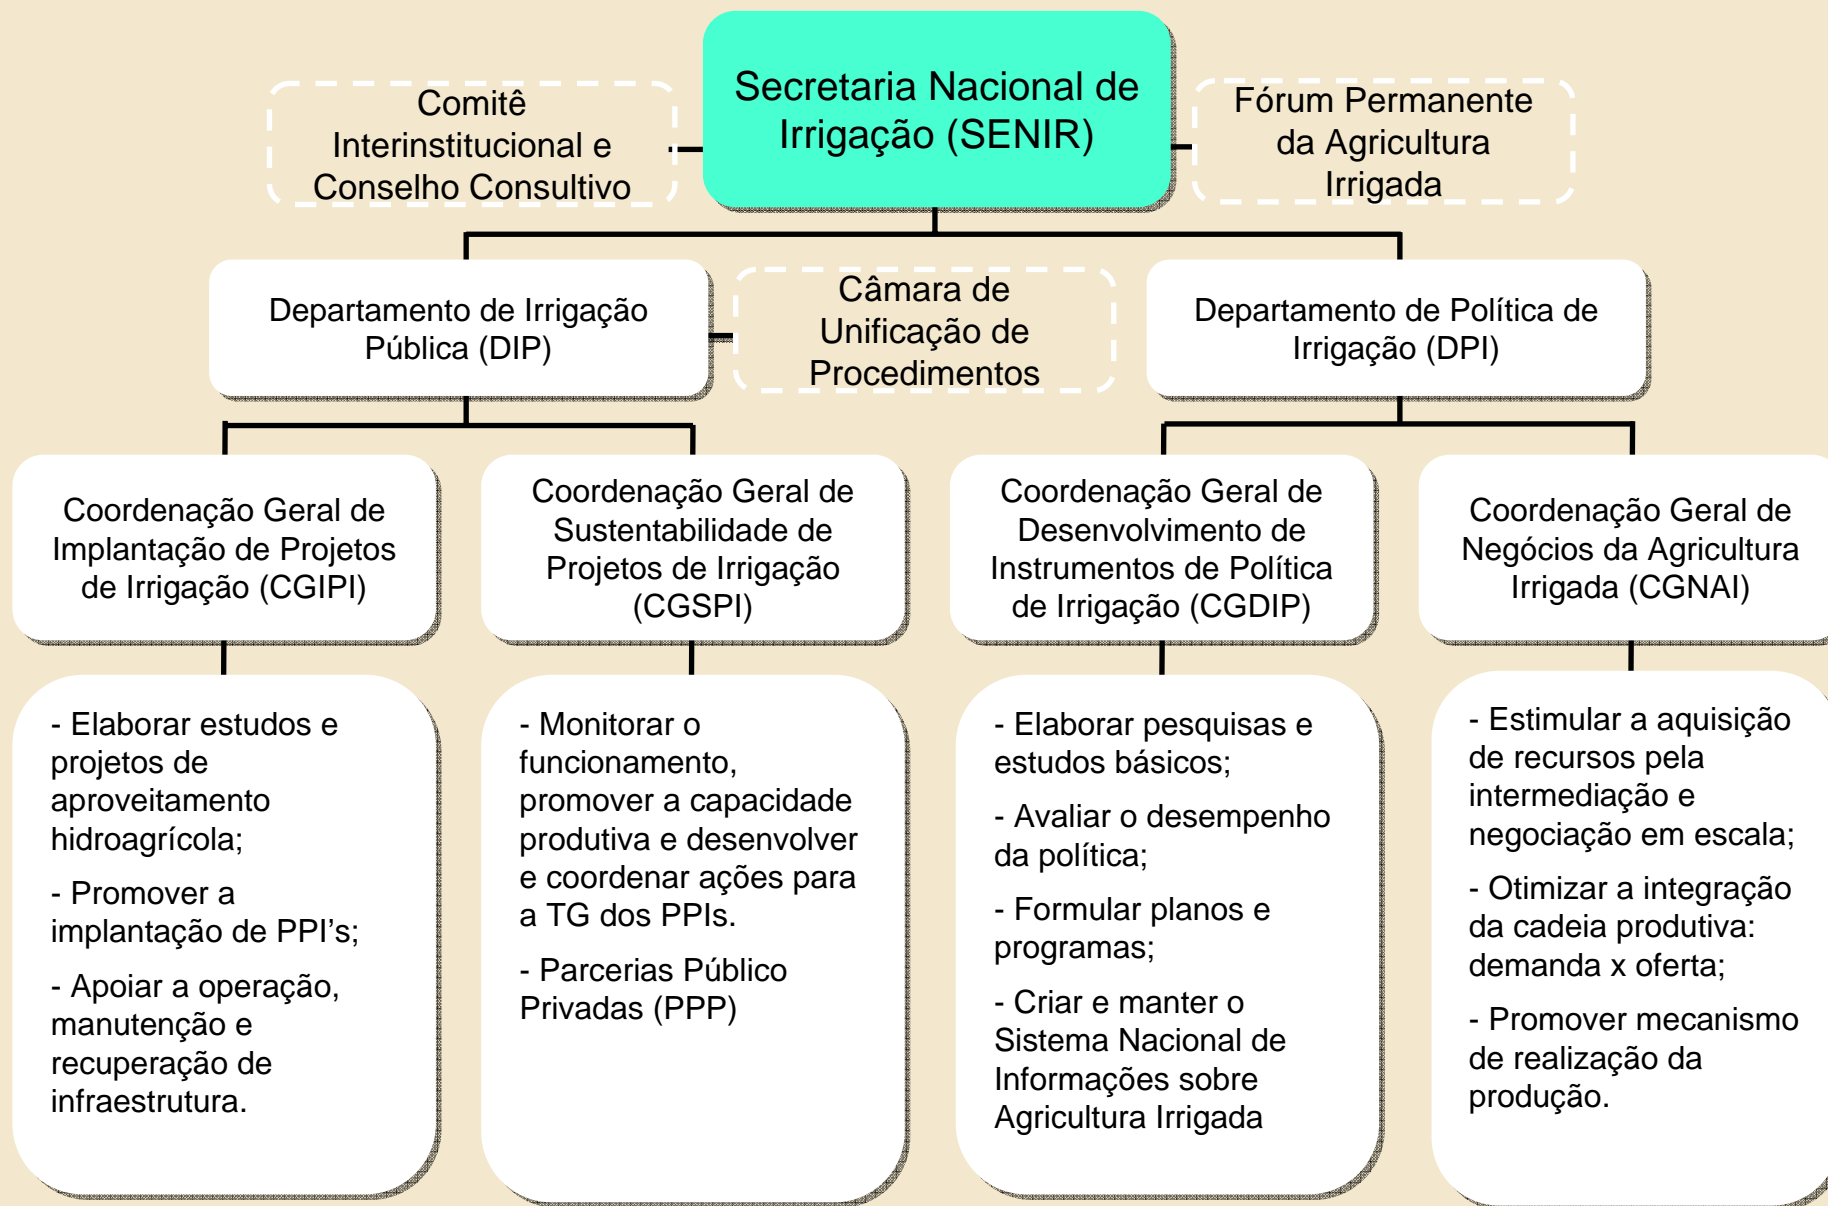 Secretaria Nacional de
Irrigação (SENIR)
Comitê
Interinstitucional e
Conselho Consultivo
Fórum Permanente
da Agricultura
Irrigada
Departamento de Irrigação
Pública (DIP)
Câmara de
Unificação de
Procedimentos
Departamento de Política de
Irrigação (DPI)
Coordenação Geral de
Implantação de Projetos
de Irrigação (CGIPI)
Coordenação Geral de
Sustentabilidade de
Projetos de Irrigação
(CGSPI)
Coordenação Geral de
Desenvolvimento de
Instrumentos de Política
de Irrigação (CGDIP)
Coordenação Geral de
Negócios da Agricultura
Irrigada (CGNAI)
- Elaborar estudos e
projetos de
aproveitamento
hidroagrícola;
- Promover a
implantação de PPI's;
- Apoiar a operação,
manutenção e
recuperação de
infraestrutura.
- Monitorar o
funcionamento,
promover a capacidade
produtiva e desenvolver
e coordenar ações para
a TG dos PPIs.
- Parcerias Público
Privadas (PPP)
- Elaborar pesquisas e
estudos básicos;
- Avaliar o desempenho
da política;
- Formular planos e
programas;
- Criar e manter o
Sistema Nacional de
Informações sobre
Agricultura Irrigada
- Estimular a aquisição
de recursos pela
intermediação e
negociação em escala;
- Otimizar a integração
da cadeia produtiva:
demanda x oferta;
- Promover mecanismo
de realização da
produção.